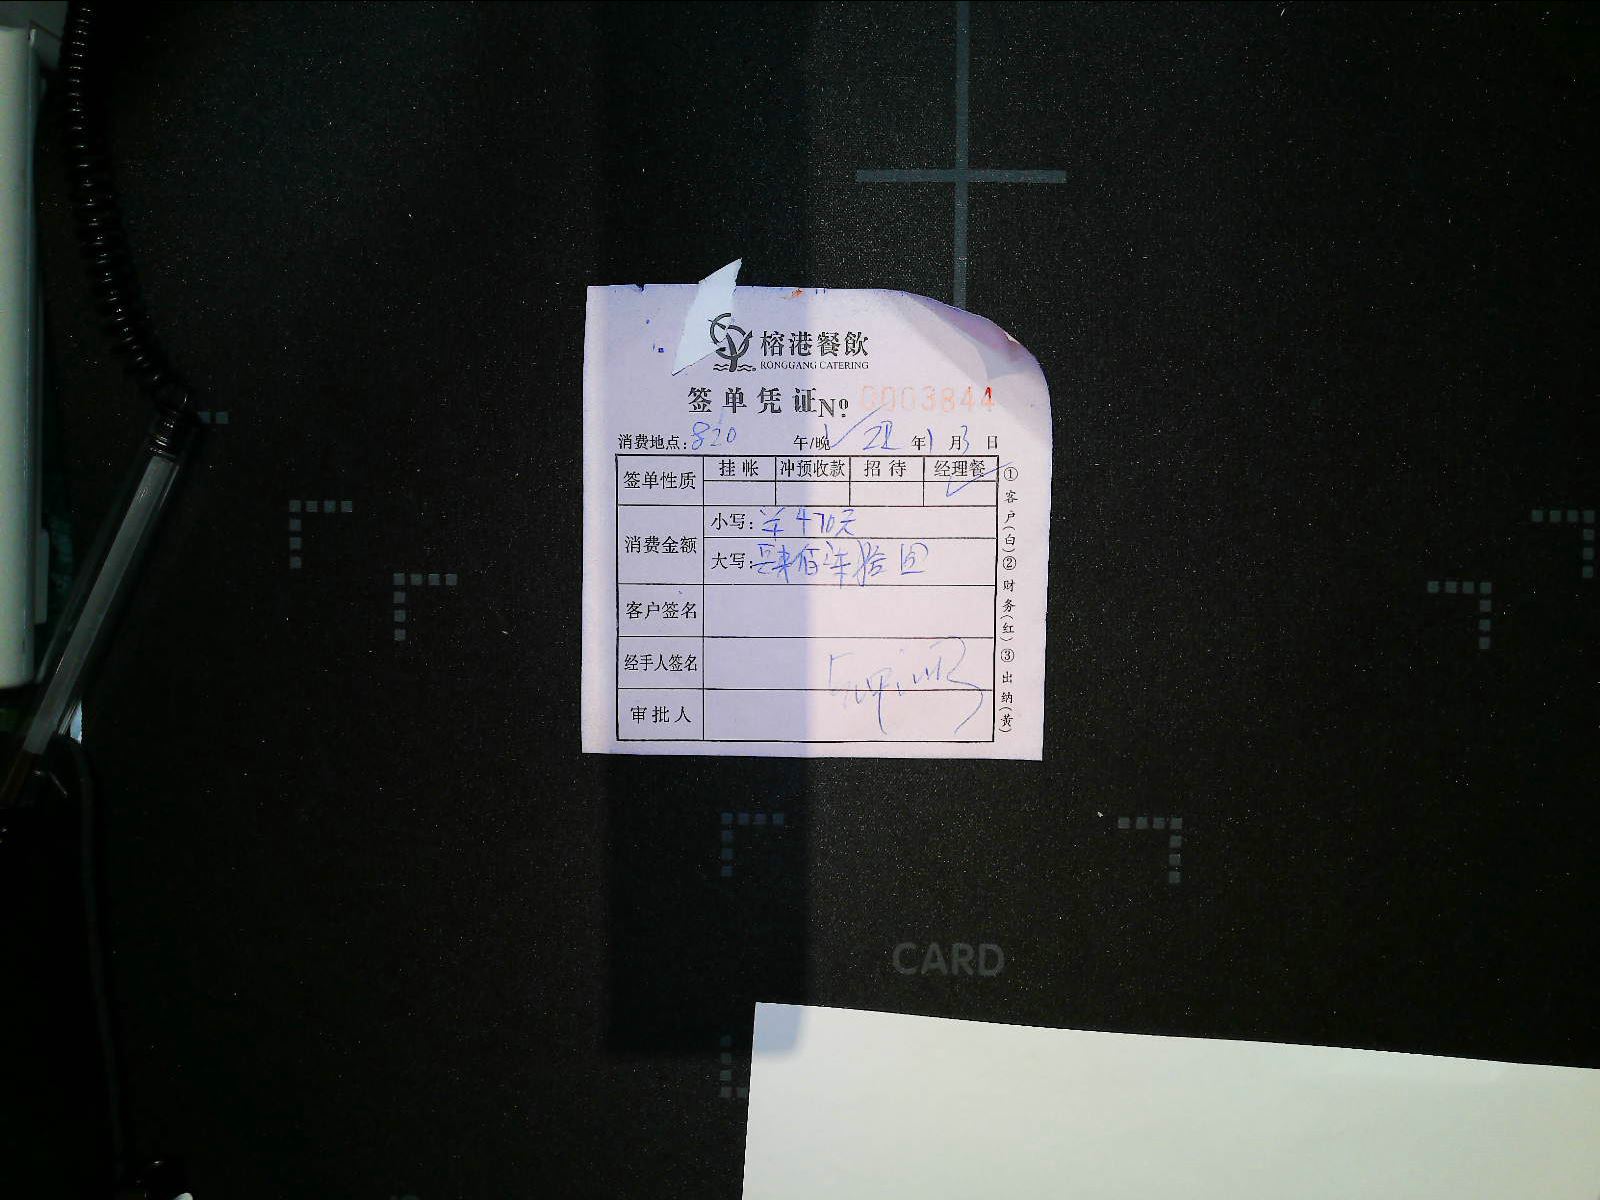 榕港餐飲
RONGGANG CATERING
签单凭证 № 0003844
消费地点：820 午/晚 22年1月3日
签单性质 挂帐 冲预收款 招待 经理餐
消费金额 小写：￥470元
大写：肆佰柒拾圆
客户签名
经手人签名
审批人
①客户(白)②财务(红)③出纳(黄)
CARD